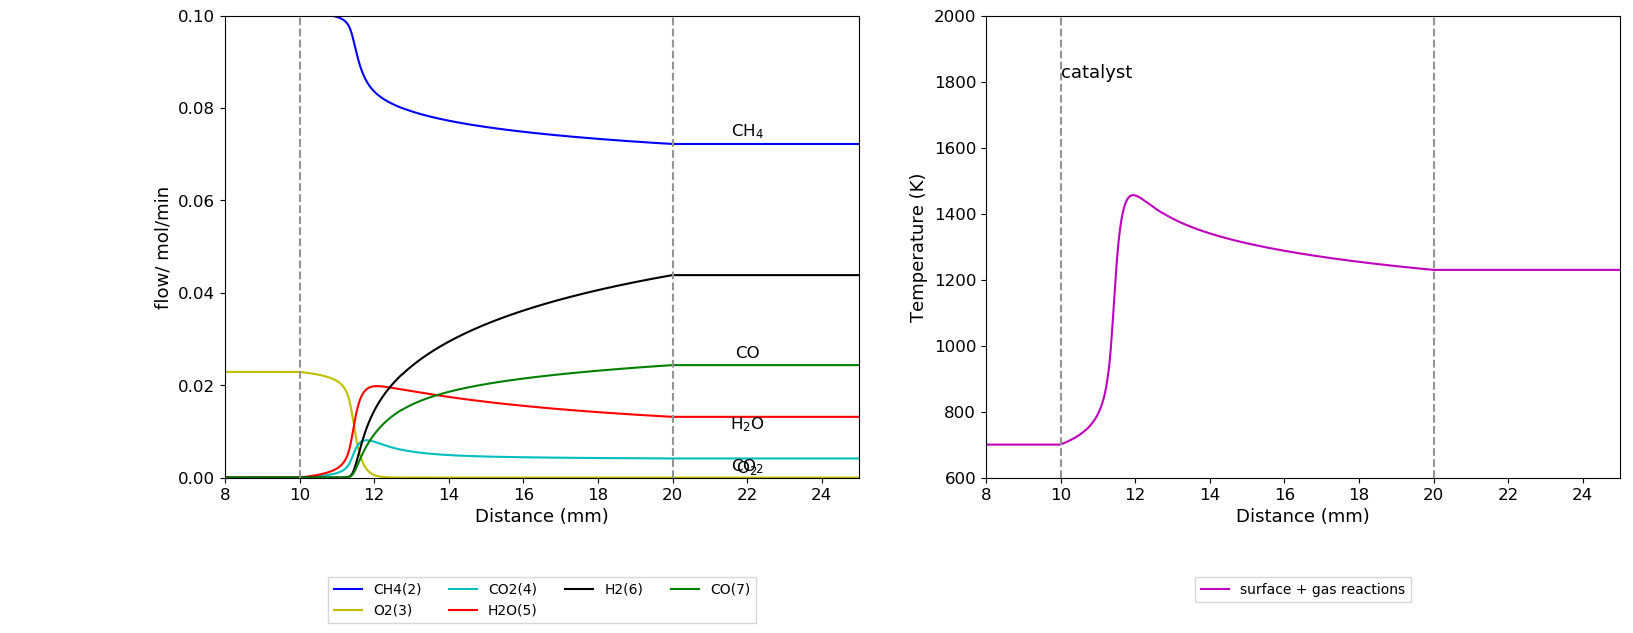 0.10
0.08
0.06
0.04
0.02
0.00
flow/ mol/min
CH₄
CO
H₂O
CO₂
O₂
8 10 12 14 16 18 20 22 24
Distance (mm)
CH4(2) CO2(4) H2(6) CO(7)
O2(3) H2O(5)
2000
1800
1600
1400
1200
1000
800
600
Temperature (K)
catalyst
8 10 12 14 16 18 20 22 24
Distance (mm)
surface + gas reactions